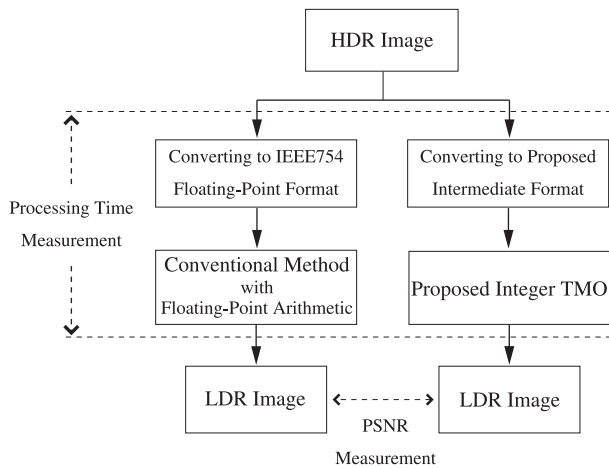 HDR Image
Converting to IEEE754
Floating-Point Format
Converting to Proposed
Intermediate Format
Processing Time
Measurement
Conventional Method
with
Floating-Point Arithmetic
Proposed Integer TMO
LDR Image
LDR Image
PSNR
Measurement